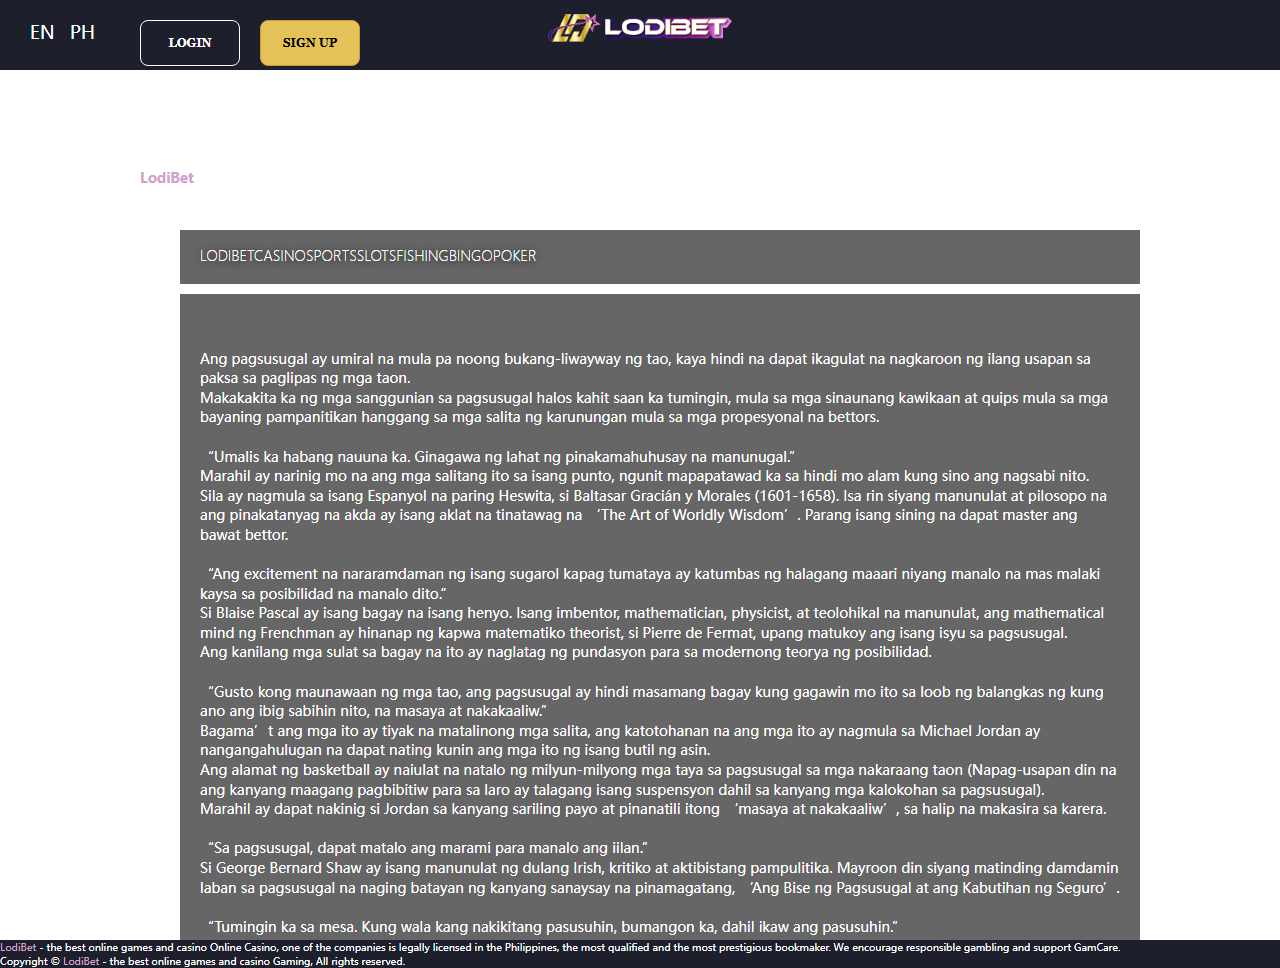 EN PH
LOGIN
SIGN UP
LODIBET
LodiBet
LODIBETCASINOSPORTSSLOTSFISHINGBINGOPOKER
Ang pagsusugal ay umiral na mula pa noong bukang-liwayway ng tao, kaya hindi na dapat ikagulat na nagkaroon ng ilang usapan sa
paksa sa paglipas ng mga taon.
Makakakita ka ng mga sanggunian sa pagsusugal halos kahit saan ka tumingin, mula sa mga sinaunang kawikaan at quips mula sa mga
bayaning pampanitikan hanggang sa mga salita ng karunungan mula sa mga propesyonal na bettors.
“Umalis ka habang nauuna ka. Ginagawa ng lahat ng pinakamahuhusay na manunugal.”
Marahil ay narinig mo na ang mga salitang ito sa isang punto, ngunit mapapatawad ka sa hindi mo alam kung sino ang nagsabi nito.
Sila ay nagmula sa isang Espanyol na paring Heswita, si Baltasar Gracián y Morales (1601-1658). Isa rin siyang manunulat at pilosopo na
ang pinakatanyag na akda ay isang aklat na tinatawag na ‘The Art of Worldly Wisdom’. Parang isang sining na dapat master ang
bawat bettor.
“Ang excitement na nararamdaman ng isang sugarol kapag tumataya ay katumbas ng halagang maaari niyang manalo na mas malaki
kaysa sa posibilidad na manalo dito.”
Si Blaise Pascal ay isang bagay na isang henyo. Isang imbentor, mathematician, physicist, at teolohikal na manunulat, ang mathematical
mind ng Frenchman ay hinanap ng kapwa matematiko theorist, si Pierre de Fermat, upang matukoy ang isang isyu sa pagsusugal.
Ang kanilang mga sulat sa bagay na ito ay naglatag ng pundasyon para sa modernong teorya ng posibilidad.
“Gusto kong maunawaan ng mga tao, ang pagsusugal ay hindi masamang bagay kung gagawin mo ito sa loob ng balangkas ng kung
ano ang ibig sabihin nito, na masaya at nakakaaliw.”
Bagama’t ang mga ito ay tiyak na matalinong mga salita, ang katotohanan na ang mga ito ay nagmula sa Michael Jordan ay
nangangahulugan na dapat nating kunin ang mga ito ng isang butil ng asin.
Ang alamat ng basketball ay naiulat na natalo ng milyun-milyong mga taya sa pagsusugal sa mga nakaraang taon (Napag-usapan din na
ang kanyang maagang pagbibitiw para sa laro ay talagang isang suspensyon dahil sa kanyang mga kalokohan sa pagsusugal).
Marahil ay dapat nakinig si Jordan sa kanyang sariling payo at pinanatili itong ‘masaya at nakakaaliw’, sa halip na makasira sa karera.
“Sa pagsusugal, dapat matalo ang marami para manalo ang iilan.”
Si George Bernard Shaw ay isang manunulat ng dulang Irish, kritiko at aktibistang pampulitika. Mayroon din siyang matinding damdamin
laban sa pagsusugal na naging batayan ng kanyang sanaysay na pinamagatang, ‘Ang Bise ng Pagsusugal at ang Kabutihan ng Seguro’.
“Tumingin ka sa mesa. Kung wala kang nakikitang pasusuhin, bumangon ka, dahil ikaw ang pasusuhin.”
LodiBet - the best online games and casino Online Casino, one of the companies is legally licensed in the Philippines, the most qualified and the most prestigious bookmaker. We encourage responsible gambling and support GamCare.
Copyright © LodiBet - the best online games and casino Gaming, All rights reserved.